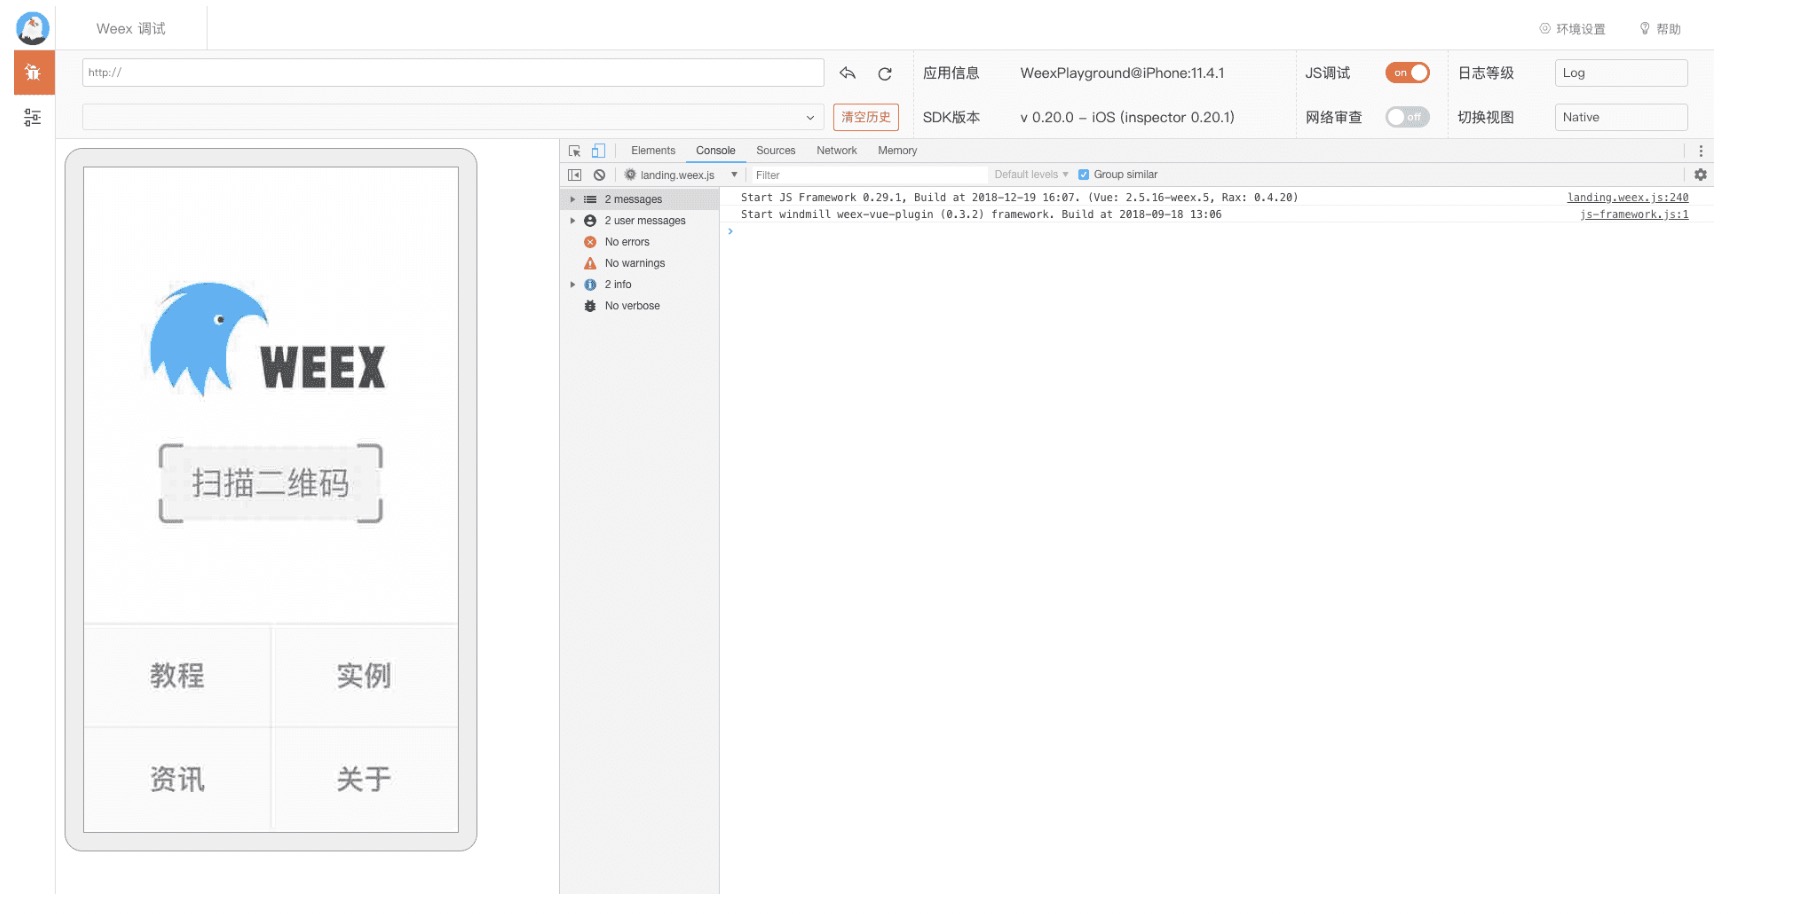 Weex 调试
环境设置
帮助
http://
应用信息
WeexPlayground@iPhone:11.4.1
JS调试
on
日志等级
Log
清空历史
SDK版本
v 0.20.0 – iOS (inspector 0.20.1)
网络审查
off
切换视图
Native
Elements
Console
Sources
Network
Memory
landing.weex.js
Filter
Default levels
Group similar
2 messages
2 user messages
No errors
No warnings
2 info
No verbose
Start JS Framework 0.29.1, Build at 2018-12-19 16:07. (Vue: 2.5.16-weex.5, Rax: 0.4.20)
landing.weex.js:240
Start windmill weex-vue-plugin (0.3.2) framework. Build at 2018-09-18 13:06
js-framework.js:1
WEEX
扫描二维码
教程
实例
资讯
关于